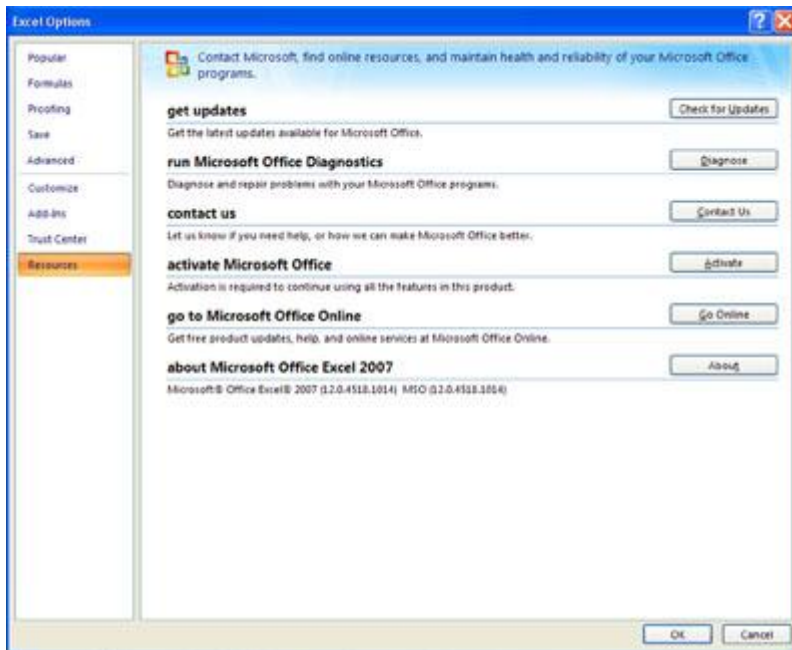 Excel Options
Popular
Formulas
Proofing
Save
Advanced
Customize
Add-Ins
Trust Center
Resources
Contact Microsoft, find online resources, and maintain health and reliability of your Microsoft Office
programs.
get updates
Check for Updates
Get the latest updates available for Microsoft Office.
run Microsoft Office Diagnostics
Diagnose
Diagnose and repair problems with your Microsoft Office programs.
contact us
Contact Us
Let us know if you need help, or how we can make Microsoft Office better.
activate Microsoft Office
Activate
Activation is required to continue using all the features in this product.
go to Microsoft Office Online
Go Online
Get free product updates, help, and online services at Microsoft Office Online.
about Microsoft Office Excel 2007
About
Microsoft® Office Excel® 2007 (12.0.4518.1014) MSO (12.0.4518.1014)
OK
Cancel